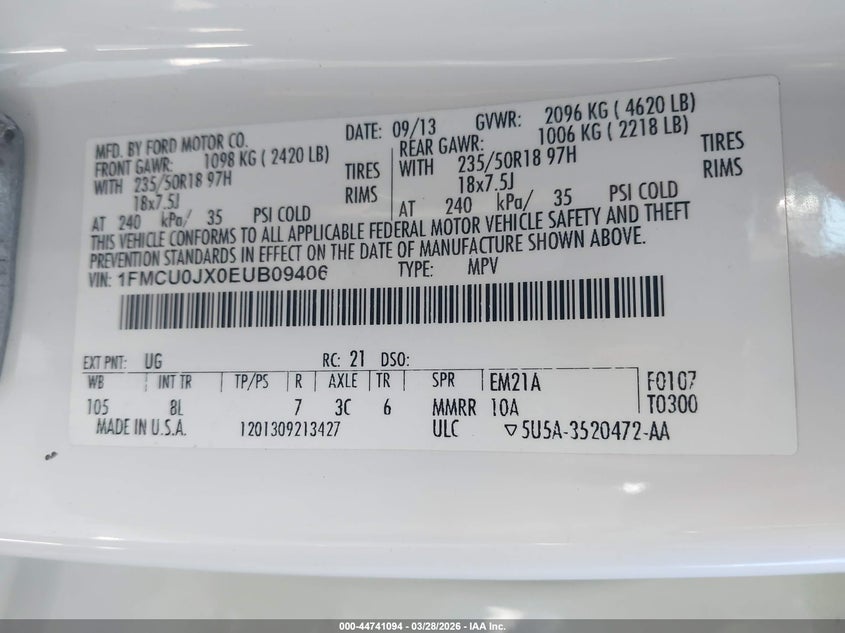 MFD. BY FORD MOTOR CO.
DATE: 09/13
GVWR: 2096 KG ( 4620 LB)
FRONT GAWR: 1098 KG ( 2420 LB)
WITH 235/50R18 97H TIRES
18x7.5J RIMS
AT 240 kPa/ 35 PSI COLD
REAR GAWR: 1006 KG ( 2218 LB)
WITH 235/50R18 97H TIRES
18x7.5J RIMS
AT 240 kPa/ 35 PSI COLD
THIS VEHICLE CONFORMS TO ALL APPLICABLE FEDERAL MOTOR VEHICLE SAFETY AND THEFT
PREVENTION STANDARDS IN EFFECT ON THE DATE OF MANUFACTURE SHOWN ABOVE.
VIN: 1FMCU0JX0EUB09406 TYPE: MPV
EXT PNT: UG RC: 21 DSO:
WB INT TR TP/PS R AXLE TR SPR EM21A F0107
105 8L 7 3C 6 MMRR 10A T0300
MADE IN U.S.A. 1201309213427 ULC ▽5U5A-3520472-AA
000-44741094 | 03/28/2026 - IAA Inc.